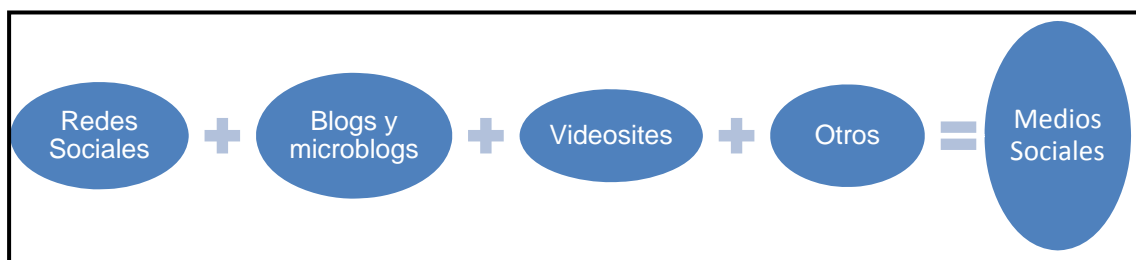 Redes
Sociales
Blogs y
microblogs
Videosites
Otros
Medios
Sociales